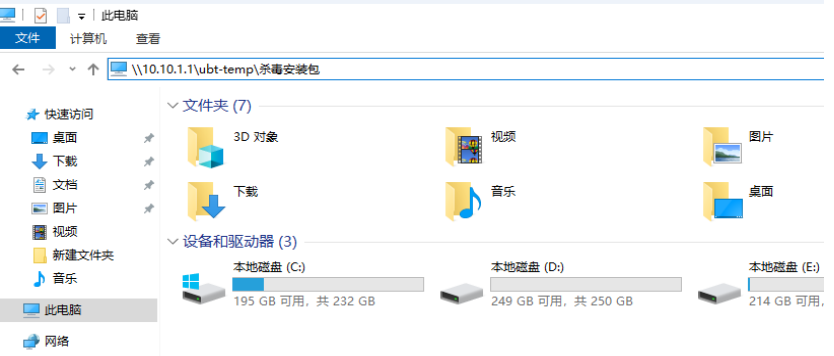 此电脑
文件 计算机 查看
\\10.10.1.1\ubt-temp\杀毒安装包
快速访问
桌面
下载
文档
图片
视频
新建文件夹
音乐
此电脑
网络
文件夹 (7)
3D 对象 视频 图片
下载 音乐 桌面
设备和驱动器 (3)
本地磁盘 (C:) 本地磁盘 (D:) 本地磁盘 (E:)
195 GB 可用，共 232 GB 249 GB 可用，共 250 GB 214 GB 可用，